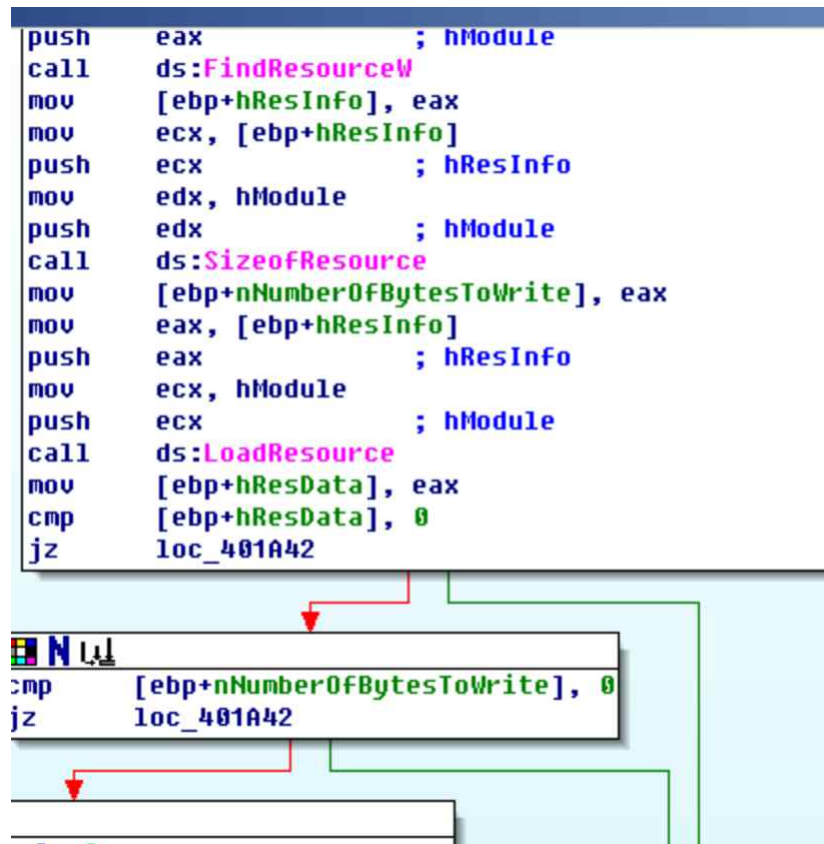 push eax ; hModule
call ds:FindResourceW
mov [ebp+hResInfo], eax
mov ecx, [ebp+hResInfo]
push ecx ; hResInfo
mov edx, hModule
push edx ; hModule
call ds:SizeofResource
mov [ebp+nNumberOfBytesToWrite], eax
mov eax, [ebp+hResInfo]
push eax ; hResInfo
mov ecx, hModule
push ecx ; hModule
call ds:LoadResource
mov [ebp+hResData], eax
cmp [ebp+hResData], 0
jz loc_401A42
N
cmp [ebp+nNumberOfBytesToWrite], 0
jz loc_401A42